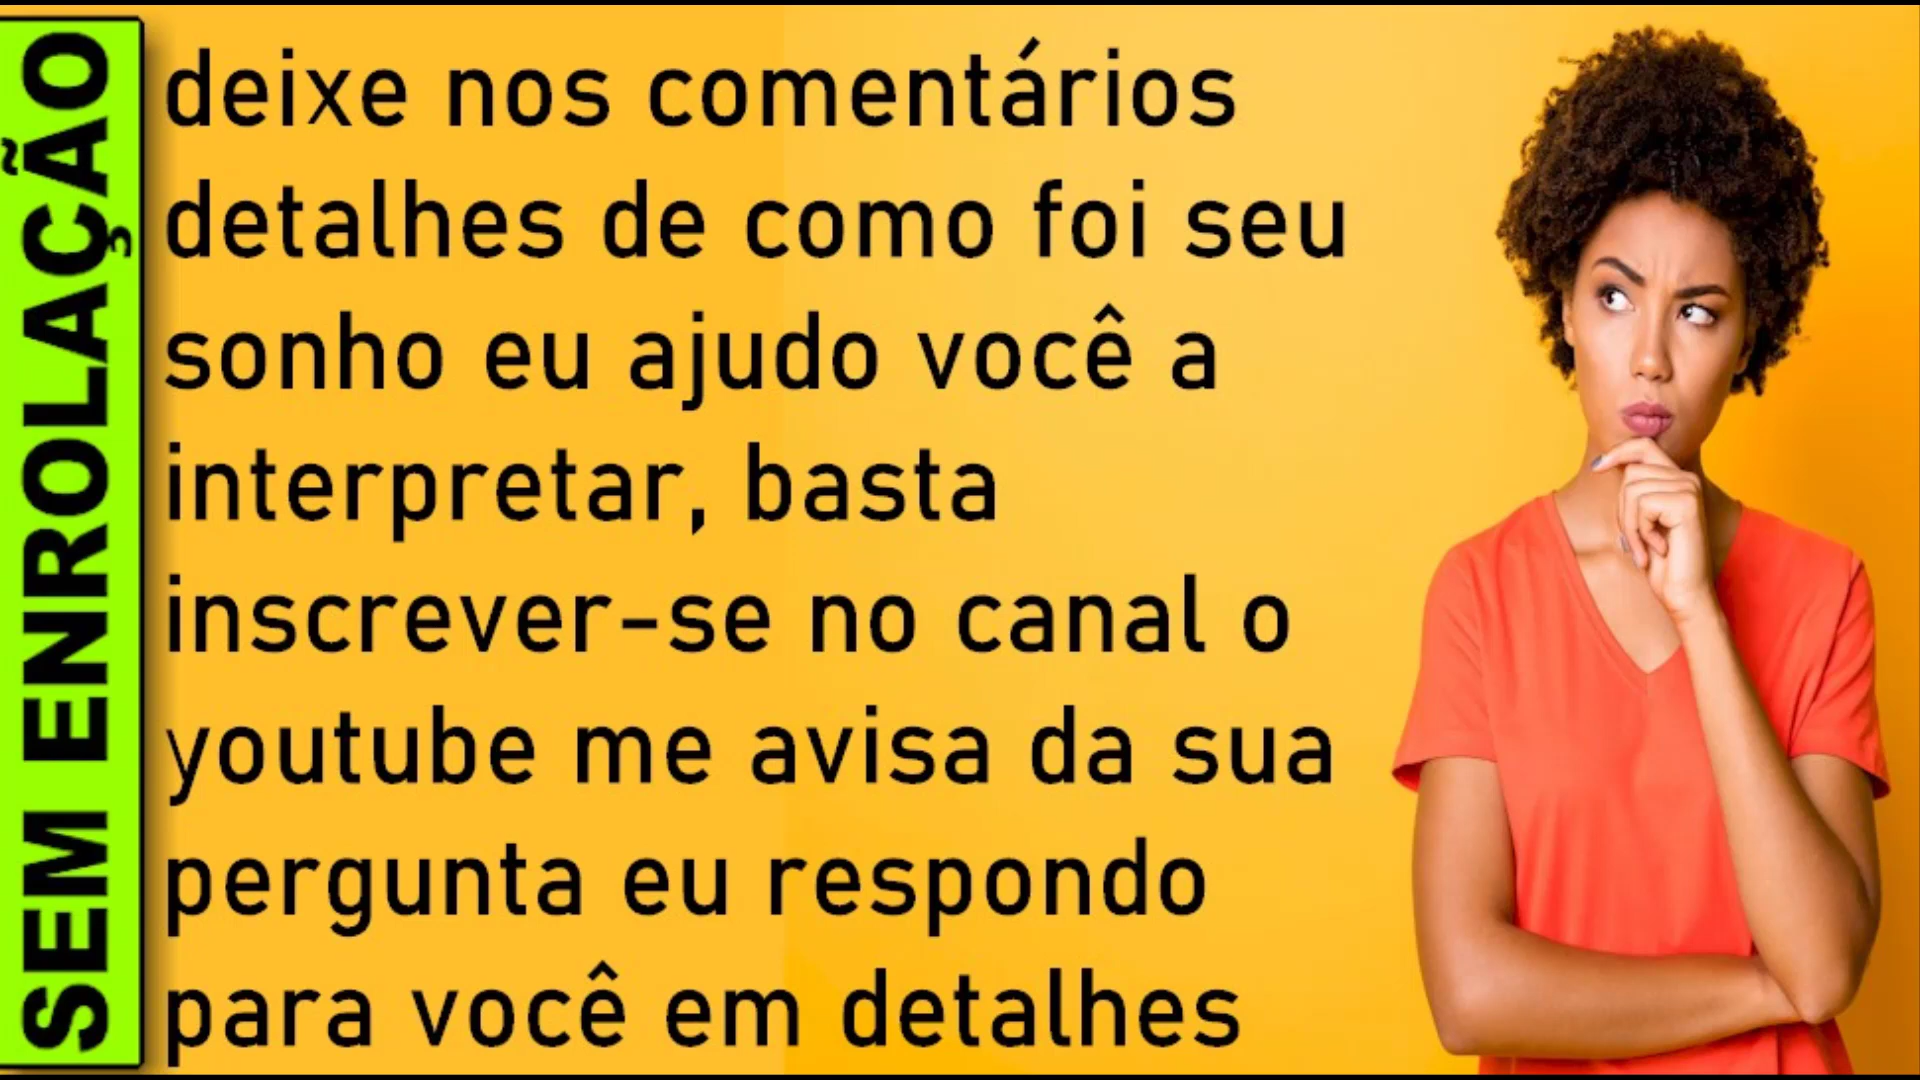 SEM ENROLAÇÃO
deixe nos comentários
detalhes de como foi seu
sonho eu ajudo você a
interpretar, basta
inscrever-se no canal o
youtube me avisa da sua
pergunta eu respondo
para você em detalhes